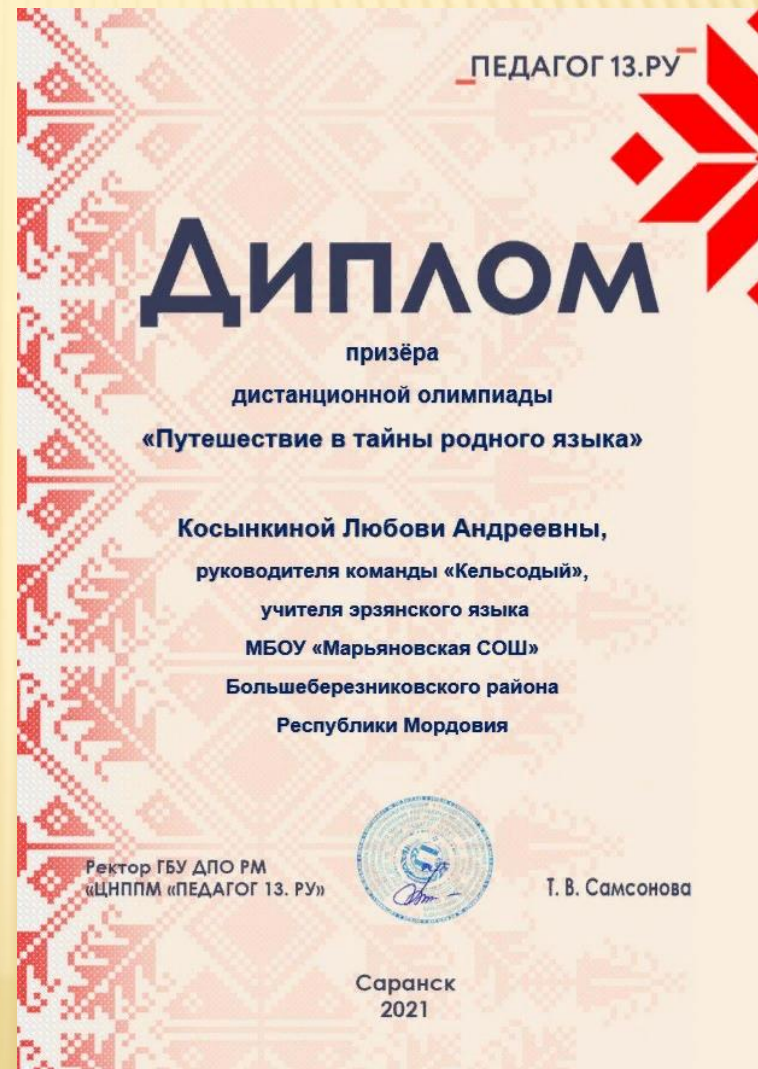 ПЕДАГОГ 13.РУ
Диплом
призёра
дистанционной олимпиады
«Путешествие в тайны родного языка»
Косынкиной Любови Андреевны,
руководителя команды «Кельсодый»,
учителя эрзянского языка
МБОУ «Марьяновская СОШ»
Большеберезниковского района
Республики Мордовия
Ректор ГБУ ДПО РМ
«ЦНППМ «ПЕДАГОГ 13. РУ»
Т. В. Самсонова
Саранск
2021